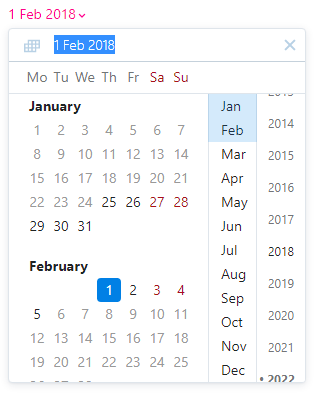 1 Feb 2018
1 Feb 2018
Mo Tu We Th Fr Sa Su
January
1 2 3 4 5 6 7
8 9 10 11 12 13 14
15 16 17 18 19 20 21
22 23 24 25 26 27 28
29 30 31
February
1 2 3 4
5 6 7 8 9 10 11
12 13 14 15 16 17 18
19 20 21 22 23 24 25
Jan
Feb
Mar
Apr
May
Jun
Jul
Aug
Sep
Oct
Nov
Dec
2014
2015
2016
2017
2018
2019
2020
2021
• 2022